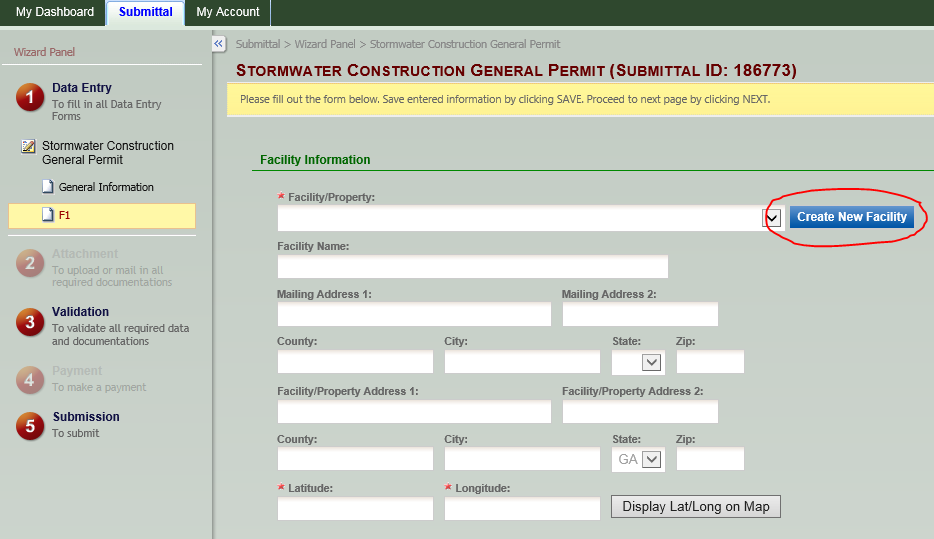 My Dashboard Submittal My Account
Wizard Panel
1 Data Entry
To fill in all Data Entry
Forms
Stormwater Construction
General Permit
General Information
F1
2 Attachment
To upload or mail in all
required documentations
3 Validation
To validate all required data
and documentations
4 Payment
To make a payment
5 Submission
To submit
«
Submittal > Wizard Panel > Stormwater Construction General Permit
STORMWATER CONSTRUCTION GENERAL PERMIT (SUBMITTAL ID: 186773)
Please fill out the form below. Save entered information by clicking SAVE. Proceed to next page by clicking NEXT.
Facility Information
* Facility/Property:
Create New Facility
Facility Name:
Mailing Address 1: Mailing Address 2:
County: City: State: Zip:
Facility/Property Address 1: Facility/Property Address 2:
County: City: State: Zip:
GA
* Latitude: * Longitude:
Display Lat/Long on Map